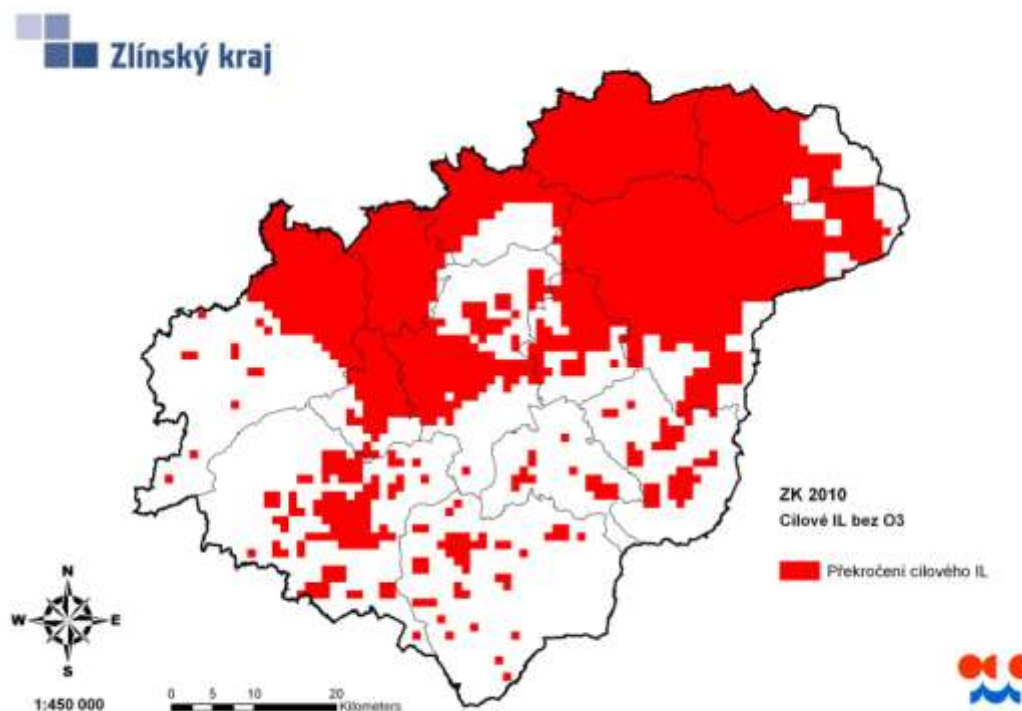 Zlínský kraj
ZK 2010
Cílové IL bez O3
Překročení cílového IL
N
W E
S
1:450 000
0 5 10 20
Kilometers